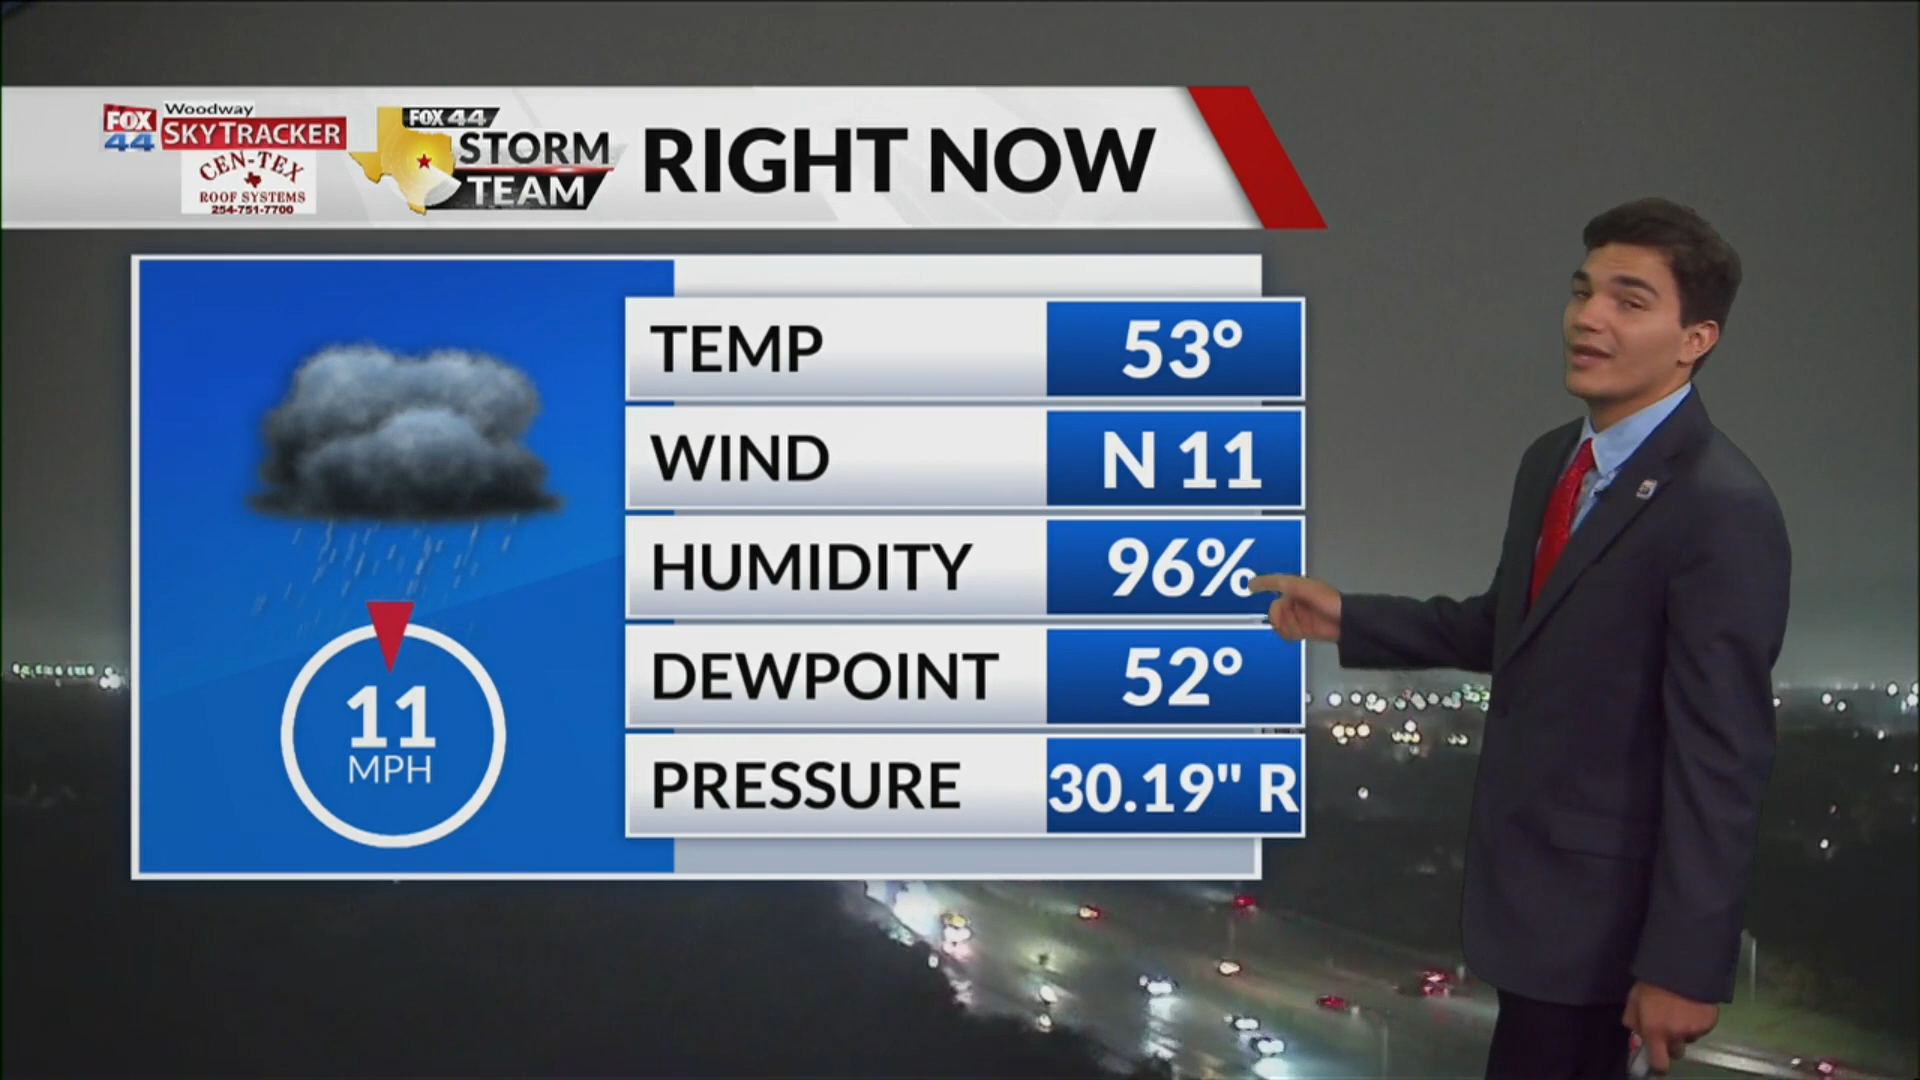 FOX 44
Woodway
SKYTRACKER
CEN-TEX
ROOF SYSTEMS
254-751-7700
FOX 44
STORM
TEAM
RIGHT NOW
TEMP 53°
WIND N 11
HUMIDITY 96%
DEWPOINT 52°
PRESSURE 30.19" R
11
MPH